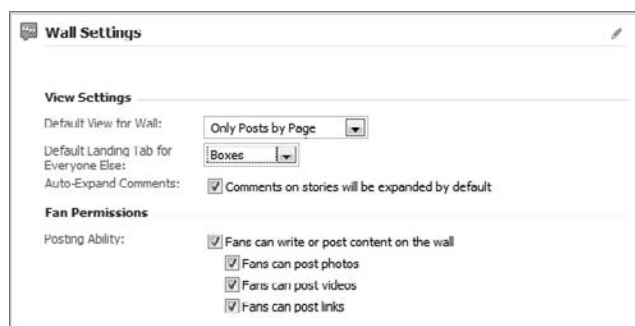 Wall Settings
View Settings
Default View for Wall: Only Posts by Page
Default Landing Tab for Everyone Else: Boxes
Auto-Expand Comments: Comments on stories will be expanded by default
Fan Permissions
Posting Ability: Fans can write or post content on the wall
Fans can post photos
Fans can post videos
Fans can post links